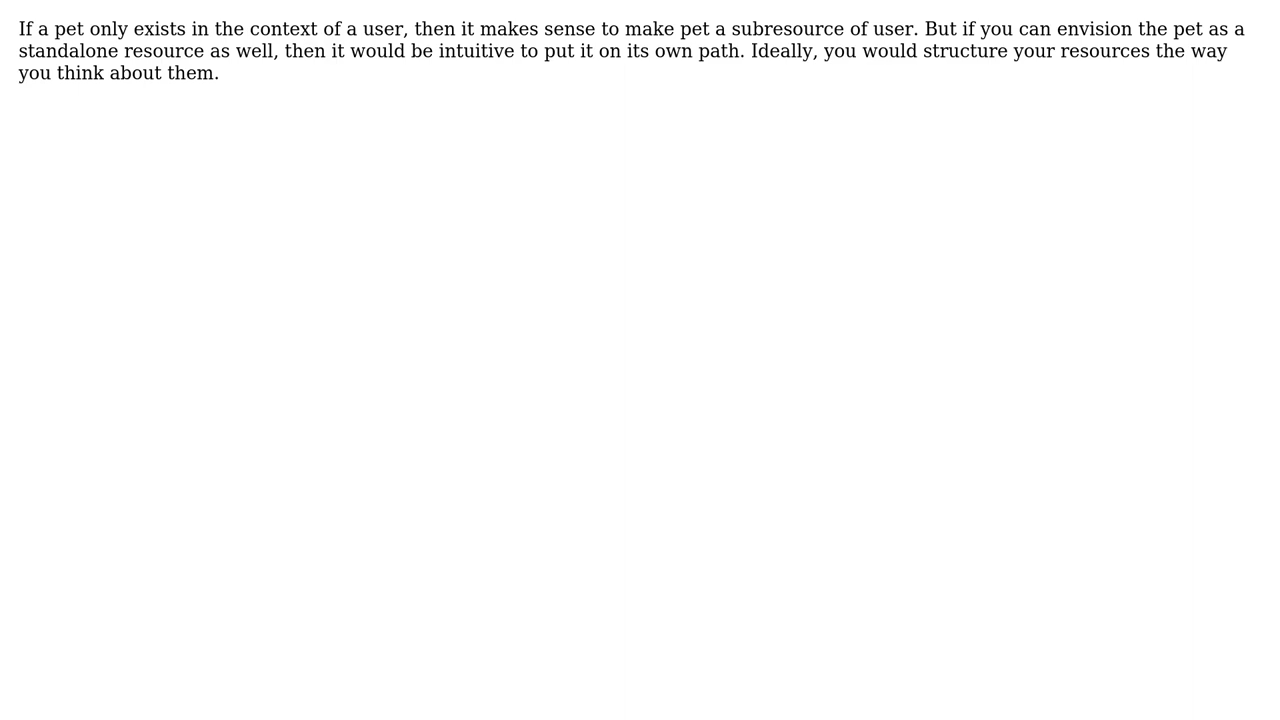 If a pet only exists in the context of a user, then it makes sense to make pet a subresource of user. But if you can envision the pet as a
standalone resource as well, then it would be intuitive to put it on its own path. Ideally, you would structure your resources the way
you think about them.